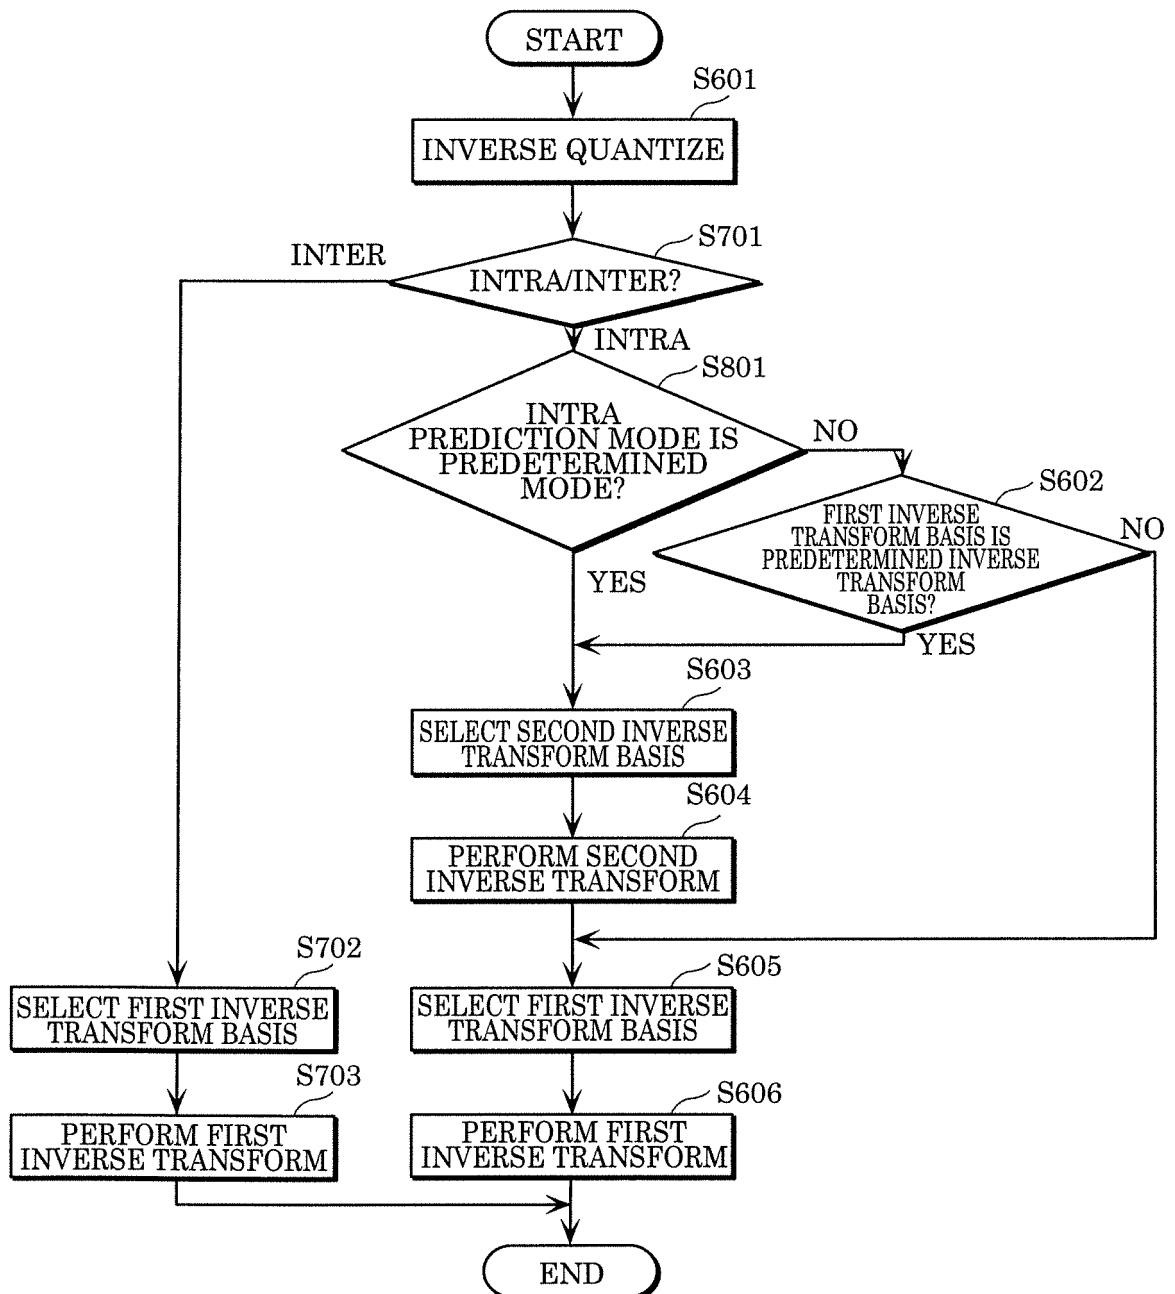 START
S601
INVERSE QUANTIZE
S701
INTER
INTRA/INTER?
INTRA
S801
INTRA
PREDICTION MODE IS
PREDETERMINED
MODE?
NO
S602
FIRST INVERSE
TRANSFORM BASIS IS
PREDETERMINED INVERSE
TRANSFORM
BASIS?
NO
YES
YES
S603
SELECT SECOND INVERSE
TRANSFORM BASIS
S604
PERFORM SECOND
INVERSE TRANSFORM
S702
SELECT FIRST INVERSE
TRANSFORM BASIS
S605
SELECT FIRST INVERSE
TRANSFORM BASIS
S703
PERFORM FIRST
INVERSE TRANSFORM
S606
PERFORM FIRST
INVERSE TRANSFORM
END